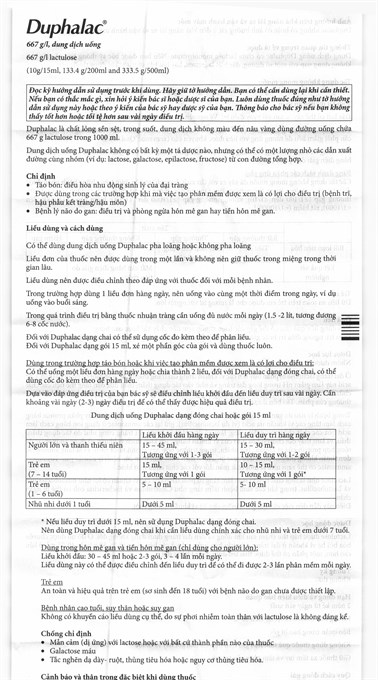 Duphalac®
667 g/l, dung dịch uống
667 g/l lactulose
(10g/15ml, 133.4 g/200ml and 333.5 g/500ml)
Đọc kỹ hướng dẫn sử dụng trước khi dùng. Hãy giữ tờ hướng dẫn. Bạn có thể cần dùng lại khi cần thiết.
Nếu bạn có thắc mắc gì, xin hỏi ý kiến bác sĩ hoặc dược sĩ của bạn. Luôn dùng thuốc đúng như tờ hướng
dẫn sử dụng này hoặc theo ý kiến của bác sỹ hay dược sỹ của bạn. Thông báo cho bác sỹ nếu bạn không
thấy tốt hơn hoặc tồi tệ hơn sau vài ngày điều trị.
Duphalac là chất lỏng sền sệt, trong suốt, dung dịch không màu đến nâu vàng dùng đường uống chứa
667 g lactulose trong 1000 ml.
Dung dịch uống Duphalac không có bất kỳ một tá dược nào, nhưng có thể có một lượng nhỏ các dẫn xuất
đường cùng nhóm (ví dụ: lactose, galactose, epilactose, fructose) từ con đường tổng hợp.
Chỉ định
• Táo bón: điều hòa nhu động sinh lý của đại tràng
• Được dùng trong các trường hợp khi mà việc tạo phân mềm được xem là có lợi cho điều trị (bệnh trĩ,
hậu phẫu kết tràng/hậu môn)
• Bệnh lý não do gan: điều trị và phòng ngừa hôn mê gan hay tiền hôn mê gan.
Liều dùng và cách dùng
Có thể dùng dung dịch uống Duphalac pha loãng hoặc không pha loãng
Liều đơn của thuốc nên được dùng trong một lần và không nên giữ thuốc trong miệng trong thời
gian lâu.
Liều dùng nên được điều chỉnh theo đáp ứng với thuốc đối với mỗi bệnh nhân.
Trong trường hợp dùng 1 liều đơn hàng ngày, nên uống vào cùng một thời điểm trong ngày, ví dụ
uống vào buổi sáng.
Trong quá trình điều trị bằng thuốc nhuận tràng cần uống đủ nước mỗi ngày (1.5 -2 lít, tương đương
6-8 cốc nước).
Đối với Duphalac dạng chai có thể sử dụng cốc đo kèm theo để phân liều.
Đối với Duphalac dạng gói 15 ml, xé một phần góc của gói và dùng thuốc luôn.
Dùng trong trường hợp táo bón hoặc khi việc tạo phân mềm được xem là có lợi cho điều trị:
Có thể uống một liều đơn hàng ngày hoặc chia thành 2 liều, đối với Duphalac dạng đóng chai, có thể
dùng cốc đo kèm theo để phân liều.
Dựa vào đáp ứng điều trị của bạn bác sỹ sẽ điều chỉnh liều khởi đầu đến liều duy trì sau vài ngày. Cần
khoảng vài ngày (2-3) ngày điều trị để có thể thấy được hiệu quả điều trị.
Dung dịch uống Duphalac dạng đóng chai hoặc gói 15 ml
Liều khởi đầu hàng ngày Liều duy trì hàng ngày
Người lớn và thanh thiếu niên 15 – 45 ml, 15 – 30 ml,
Tương ứng với 1-3 gói Tương ứng với 1-2 gói
Trẻ em 15 ml, 10 – 15 ml,
(7 – 14 tuổi) Tương ứng với 1 gói Tương ứng với 1 gói*
Trẻ em 5 – 10 ml 5- 10 ml
(1 – 6 tuổi)
Nhũ nhi dưới 1 tuổi Dưới 5 ml Dưới 5 ml
* Nếu liều duy trì dưới 15 ml, nên sử dụng Duphalac dạng đóng chai.
Nên dùng Duphalac dạng đóng chai khi cần liều dùng chính xác cho nhũ nhi và trẻ em dưới 7 tuổi.
Dùng trong hôn mê gan và tiền hôn mê gan (chỉ dùng cho người lớn):
Liều khởi đầu: 30 – 45 ml hoặc 2-3 gói, 3 – 4 lần mỗi ngày.
Liều dùng này có thể được điều chỉnh đến liều duy trì để có thể đi được 2-3 lần phân mềm mỗi ngày.
Trẻ em
An toàn và hiệu quả trên trẻ em (sơ sinh đến 18 tuổi) với bệnh não do gan chưa được thiết lập.
Bệnh nhân cao tuổi, suy thận hoặc suy gan
Không có khuyến cáo liều dùng cụ thể, do sự phơi nhiễm toàn thân với lactulose là không đáng kể.
Chống chỉ định
• Mẫn cảm (dị ứng) với lactose hoặc với bất cứ thành phần nào của thuốc
• Galactose máu
• Tắc nghẽn dạ dày- ruột, thủng tiêu hóa hoặc nguy cơ thủng tiêu hóa.
Cảnh báo và thận trọng đặc biệt khi dùng thuốc